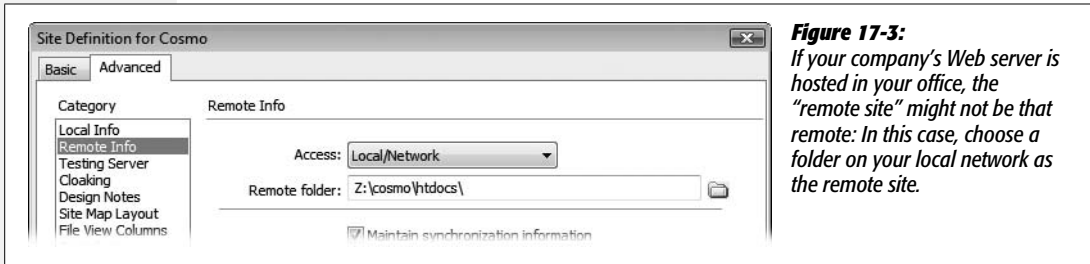 Site Definition for Cosmo
Basic
Advanced
Category
Local Info
Remote Info
Testing Server
Cloaking
Design Notes
Site Map Layout
File View Columns
Remote Info
Access:
Local/Network
Remote folder:
Z:\cosmo\htdocs\
Maintain synchronization information
Figure 17-3:
If your company's Web server is
hosted in your office, the
"remote site" might not be that
remote: In this case, choose a
folder on your local network as
the remote site.